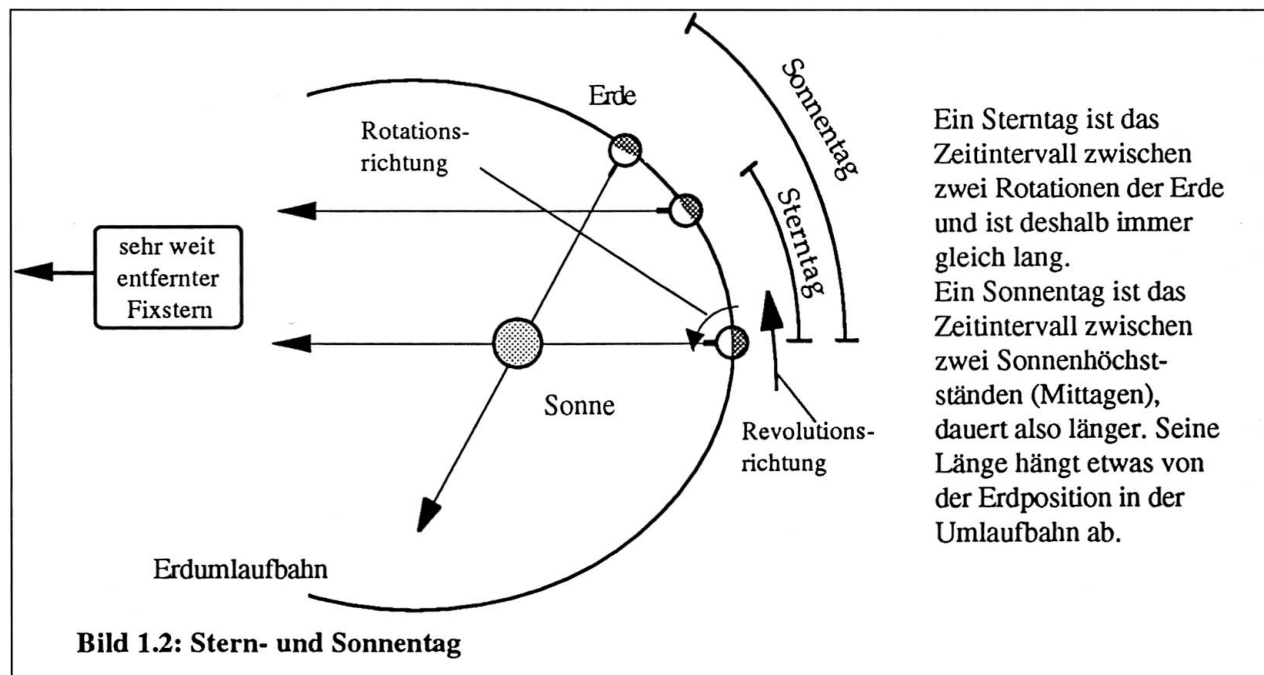 Erde
Rotations-
richtung
Sonnentag
Sterntag
sehr weit
entfernter
Fixstern
Sonne
Revolutions-
richtung
Erdumlaufbahn
Ein Sterntag ist das
Zeitintervall zwischen
zwei Rotationen der Erde
und ist deshalb immer
gleich lang.
Ein Sonnentag ist das
Zeitintervall zwischen
zwei Sonnenhöchst-
ständen (Mittagen),
dauert also länger. Seine
Länge hängt etwas von
der Erdposition in der
Umlaufbahn ab.
Bild 1.2: Stern- und Sonnentag